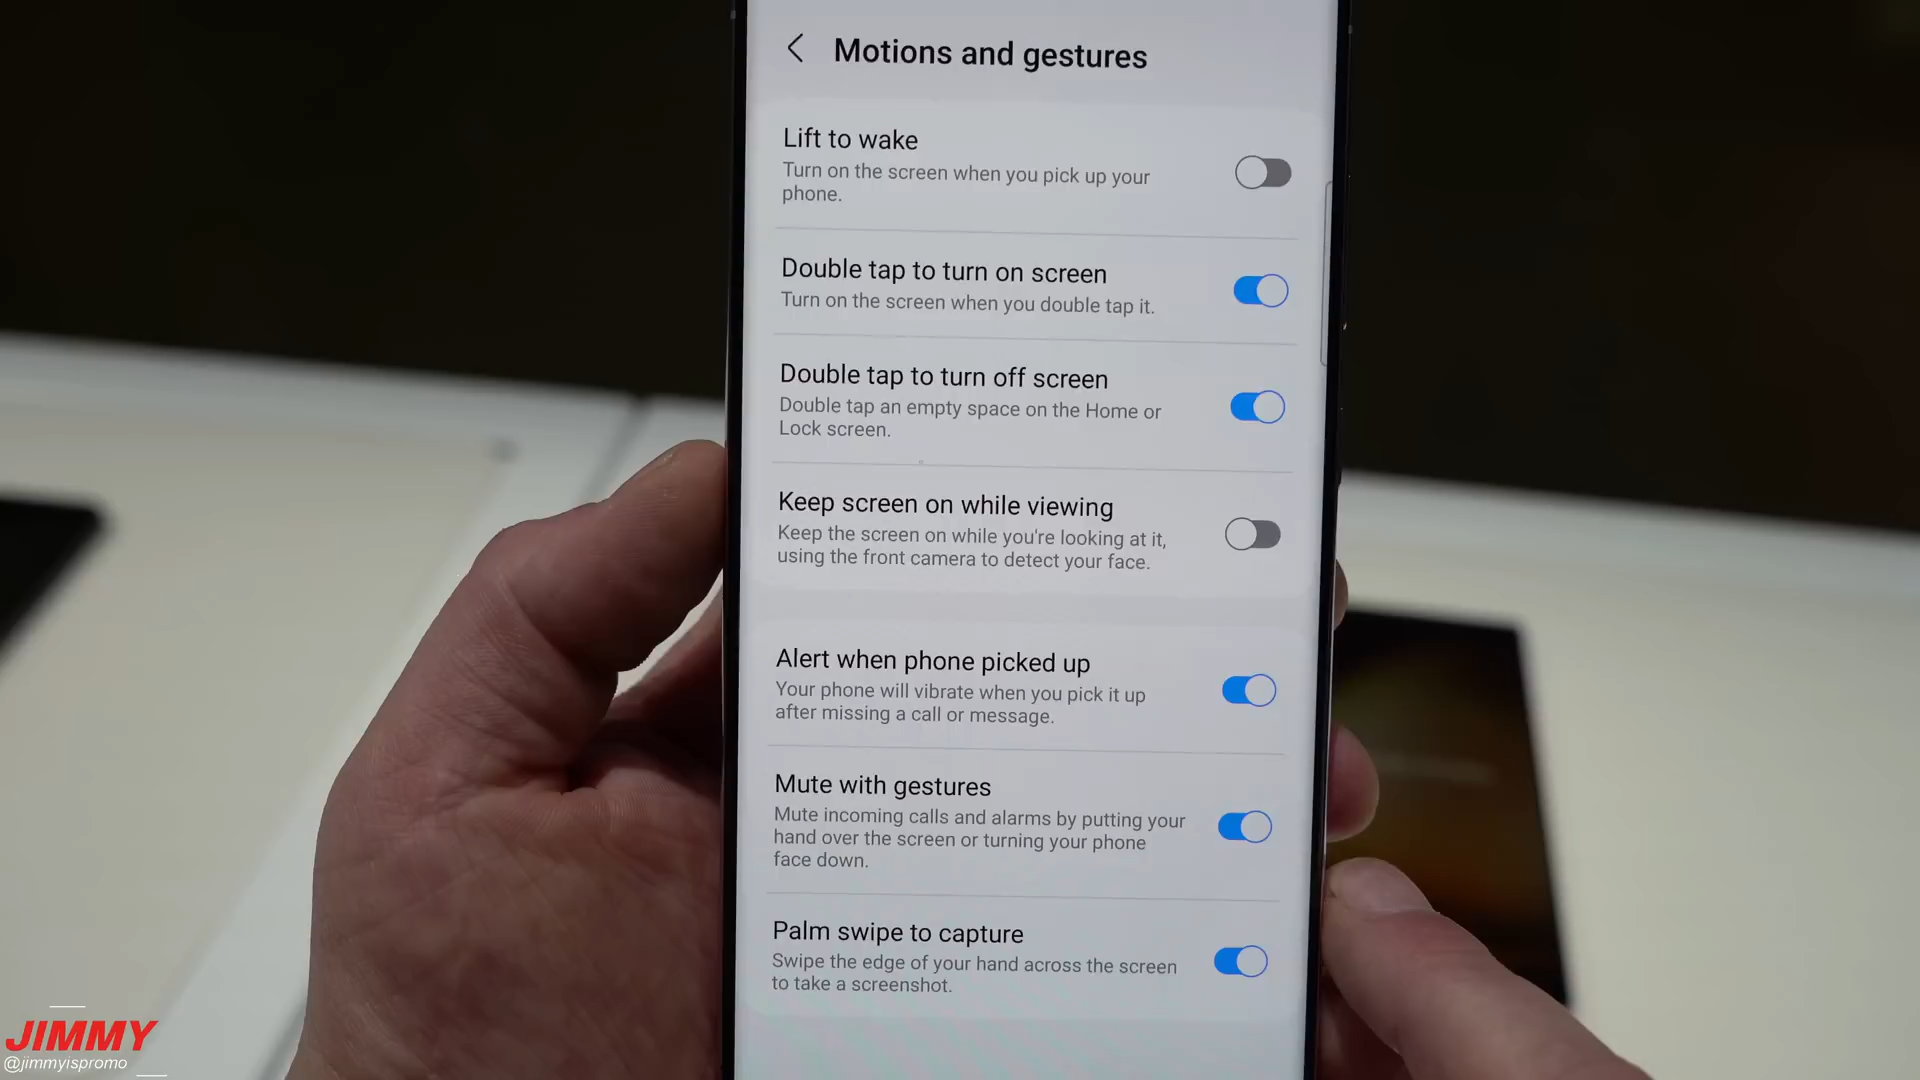 Motions and gestures
Lift to wake
Turn on the screen when you pick up your
phone.
Double tap to turn on screen
Turn on the screen when you double tap it.
Double tap to turn off screen
Double tap an empty space on the Home or
Lock screen.
Keep screen on while viewing
Keep the screen on while you're looking at it,
using the front camera to detect your face.
Alert when phone picked up
Your phone will vibrate when you pick it up
after missing a call or message.
Mute with gestures
Mute incoming calls and alarms by putting your
hand over the screen or turning your phone
face down.
Palm swipe to capture
Swipe the edge of your hand across the screen
to take a screenshot.
JIMMY
@jimmyispromo